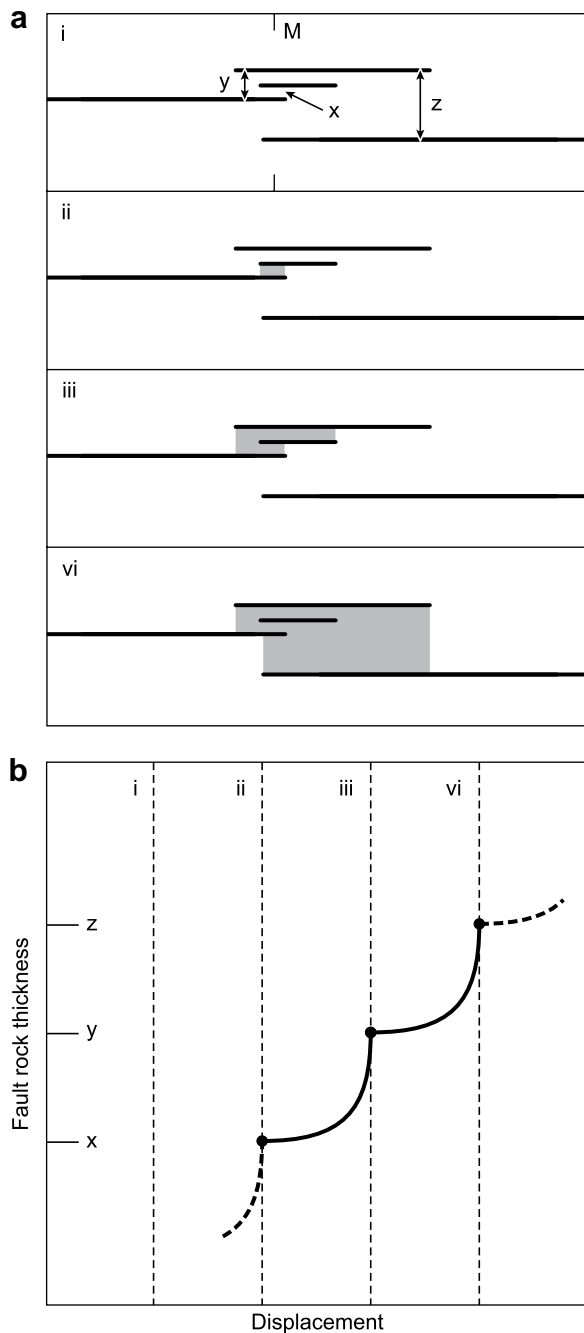 a
i
M
y
x
z
ii
iii
vi
b
i ii iii vi
z
y
x
Fault rock thickness
Displacement